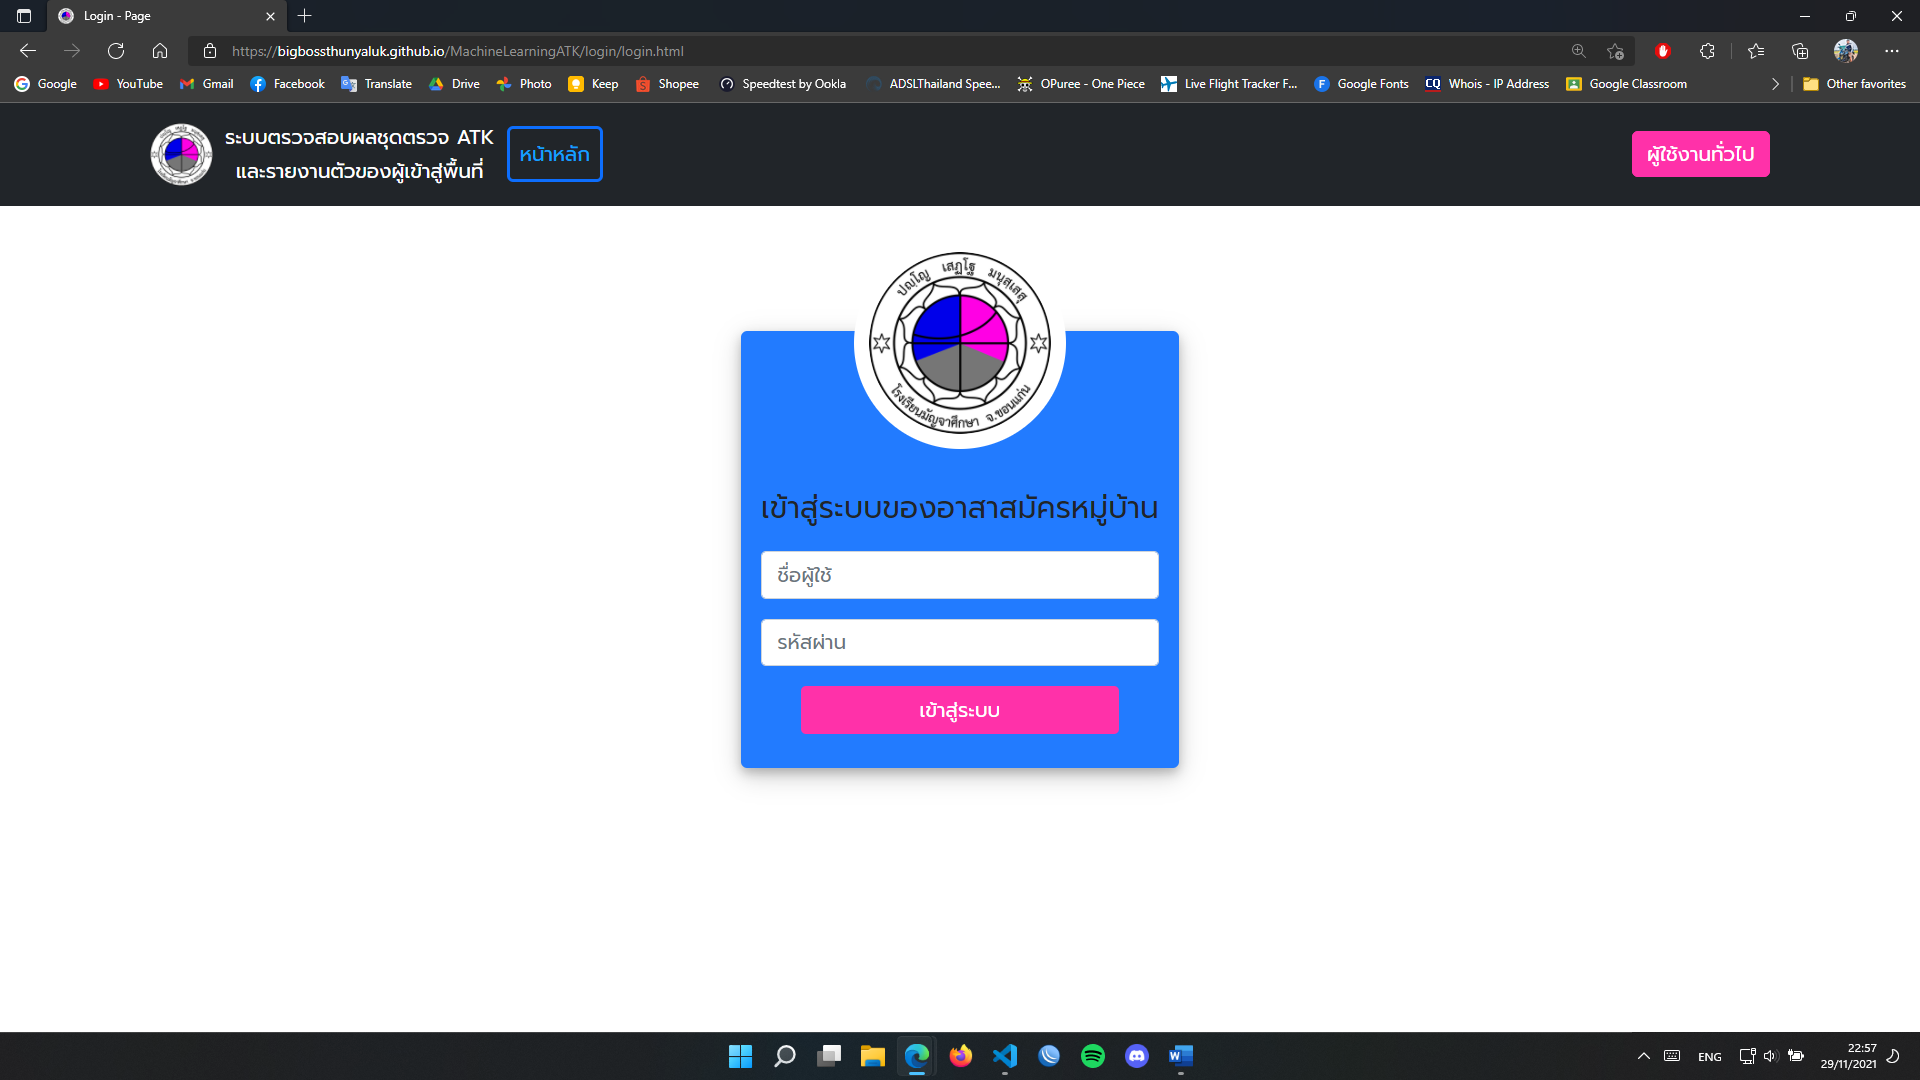 Login - Page
https://bigbossthunyaluk.github.io/MachineLearningATK/login/login.html
Google YouTube Gmail Facebook Translate Drive Photo Keep Shopee Speedtest by Ookla ADSLThailand Spee... OPuree - One Piece Live Flight Tracker F... Google Fonts CQ Whois - IP Address Google Classroom Other favorites
ระบบตรวจสอบผลชุดตรวจ ATK
และรายงานตัวของผู้เข้าสู่พื้นที่
หน้าหลัก
ผู้ใช้งานทั่วไป
ปญฺโญ เสฏฺโฐ มนุสฺเสสุ
โรงเรียนมัญจาศึกษา จ.ขอนแก่น
เข้าสู่ระบบของอาสาสมัครหมู่บ้าน
ชื่อผู้ใช้
รหัสผ่าน
เข้าสู่ระบบ
ENG
22:57
29/11/2021